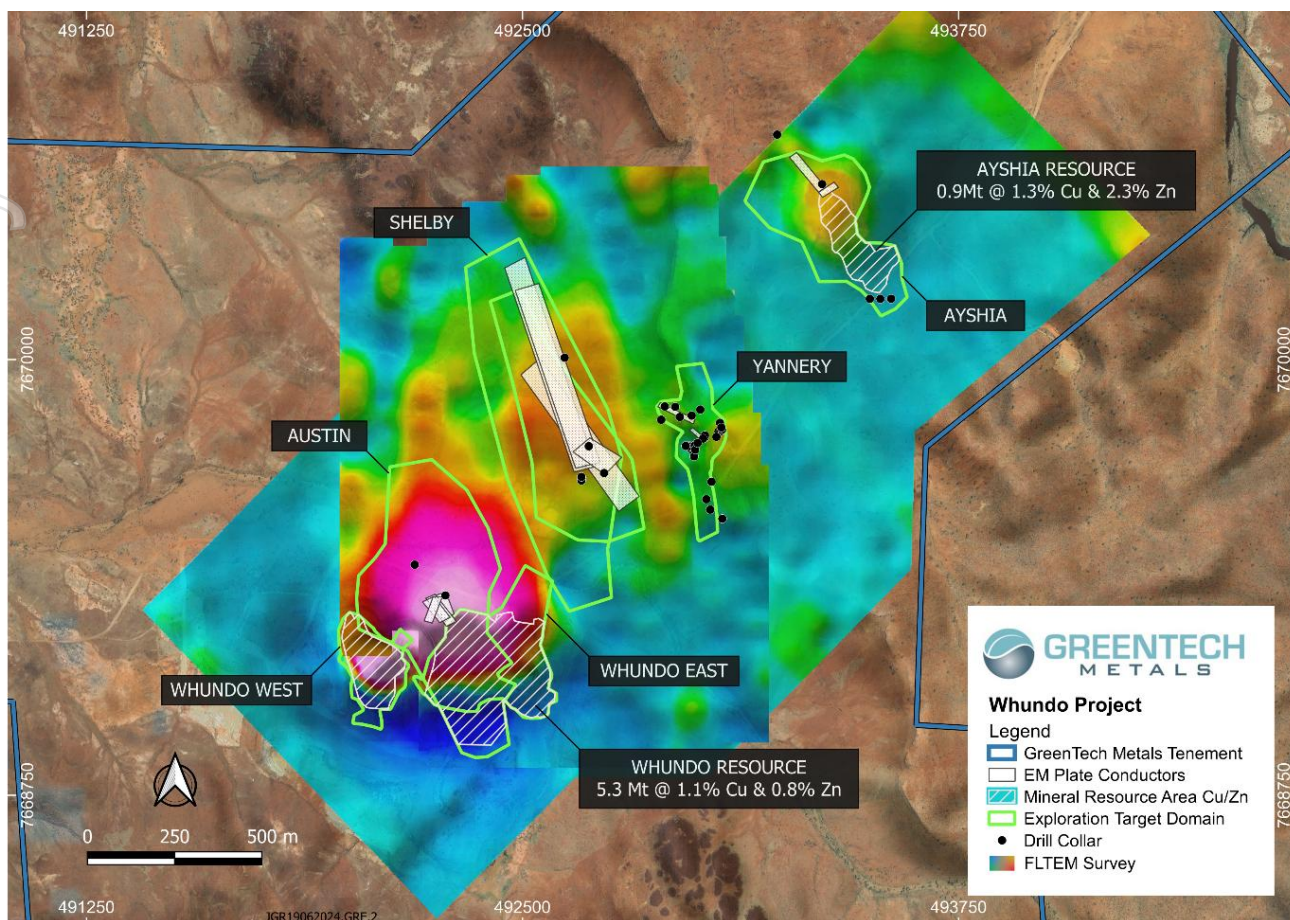 491250
492500
493750
7670000
7668750
SHELBY
AYSHIA RESOURCE
0.9Mt @ 1.3% Cu & 2.3% Zn
AYSHIA
YANNERY
AUSTIN
WHUNDO EAST
WHUNDO WEST
WHUNDO RESOURCE
5.3 Mt @ 1.1% Cu & 0.8% Zn
0 250 500 m
7670000
7668750
GREENTECH
METALS
Whundo Project
Legend
GreenTech Metals Tenement
EM Plate Conductors
Mineral Resource Area Cu/Zn
Exploration Target Domain
Drill Collar
FLTEM Survey
491250
IGR19062024_GRE_2
492500
493750